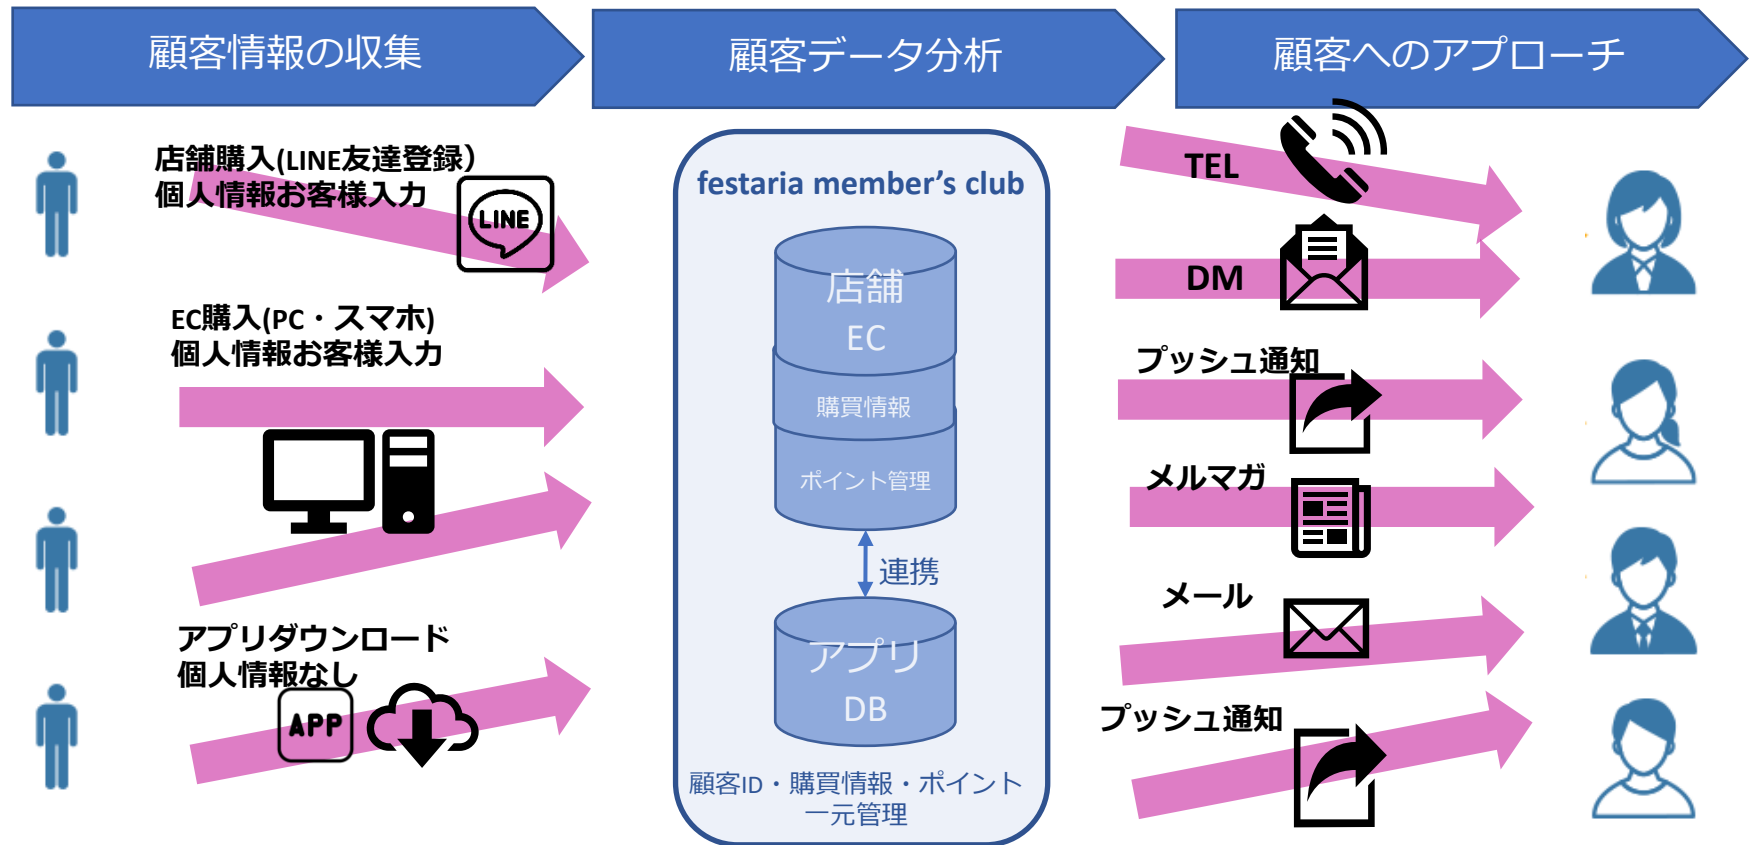 顧客情報の収集
顧客データ分析
顧客へのアプローチ
店舗購入(LINE友達登録）
個人情報お客様入力
LINE
EC購入(PC・スマホ)
個人情報お客様入力
アプリダウンロード
個人情報なし
APP
festaria member’s club
店舗
EC
購買情報
ポイント管理
連携
アプリ
DB
顧客ID・購買情報・ポイント
一元管理
TEL
DM
プッシュ通知
メルマガ
メール
プッシュ通知